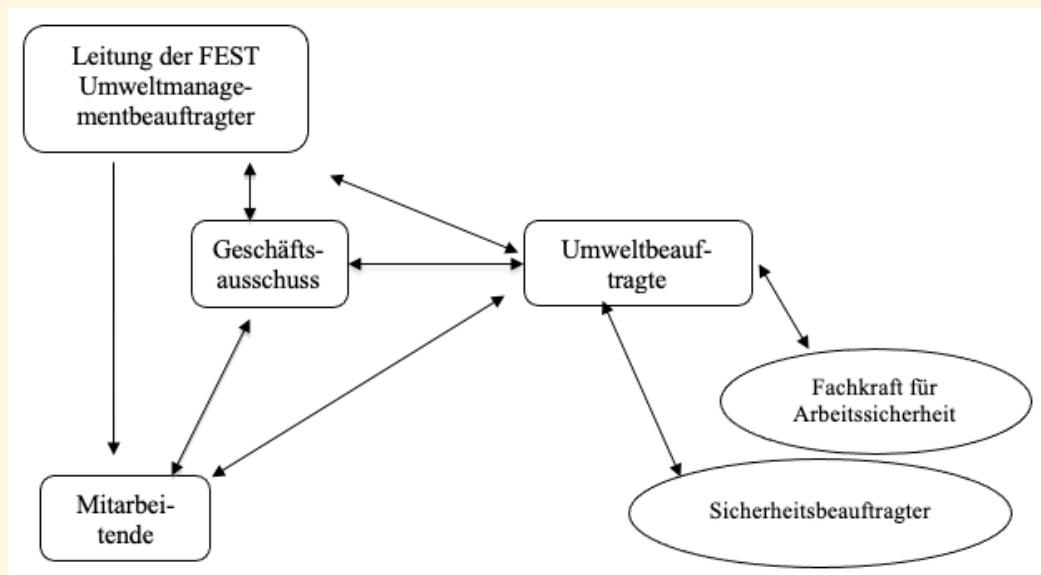 Leitung der FEST
Umweltmanage-
mentbeauftragter
Geschäfts-
ausschuss
Umweltbeauf-
tragte
Fachkraft für
Arbeitssicherheit
Mitarbei-
tende
Sicherheitsbeauftragter